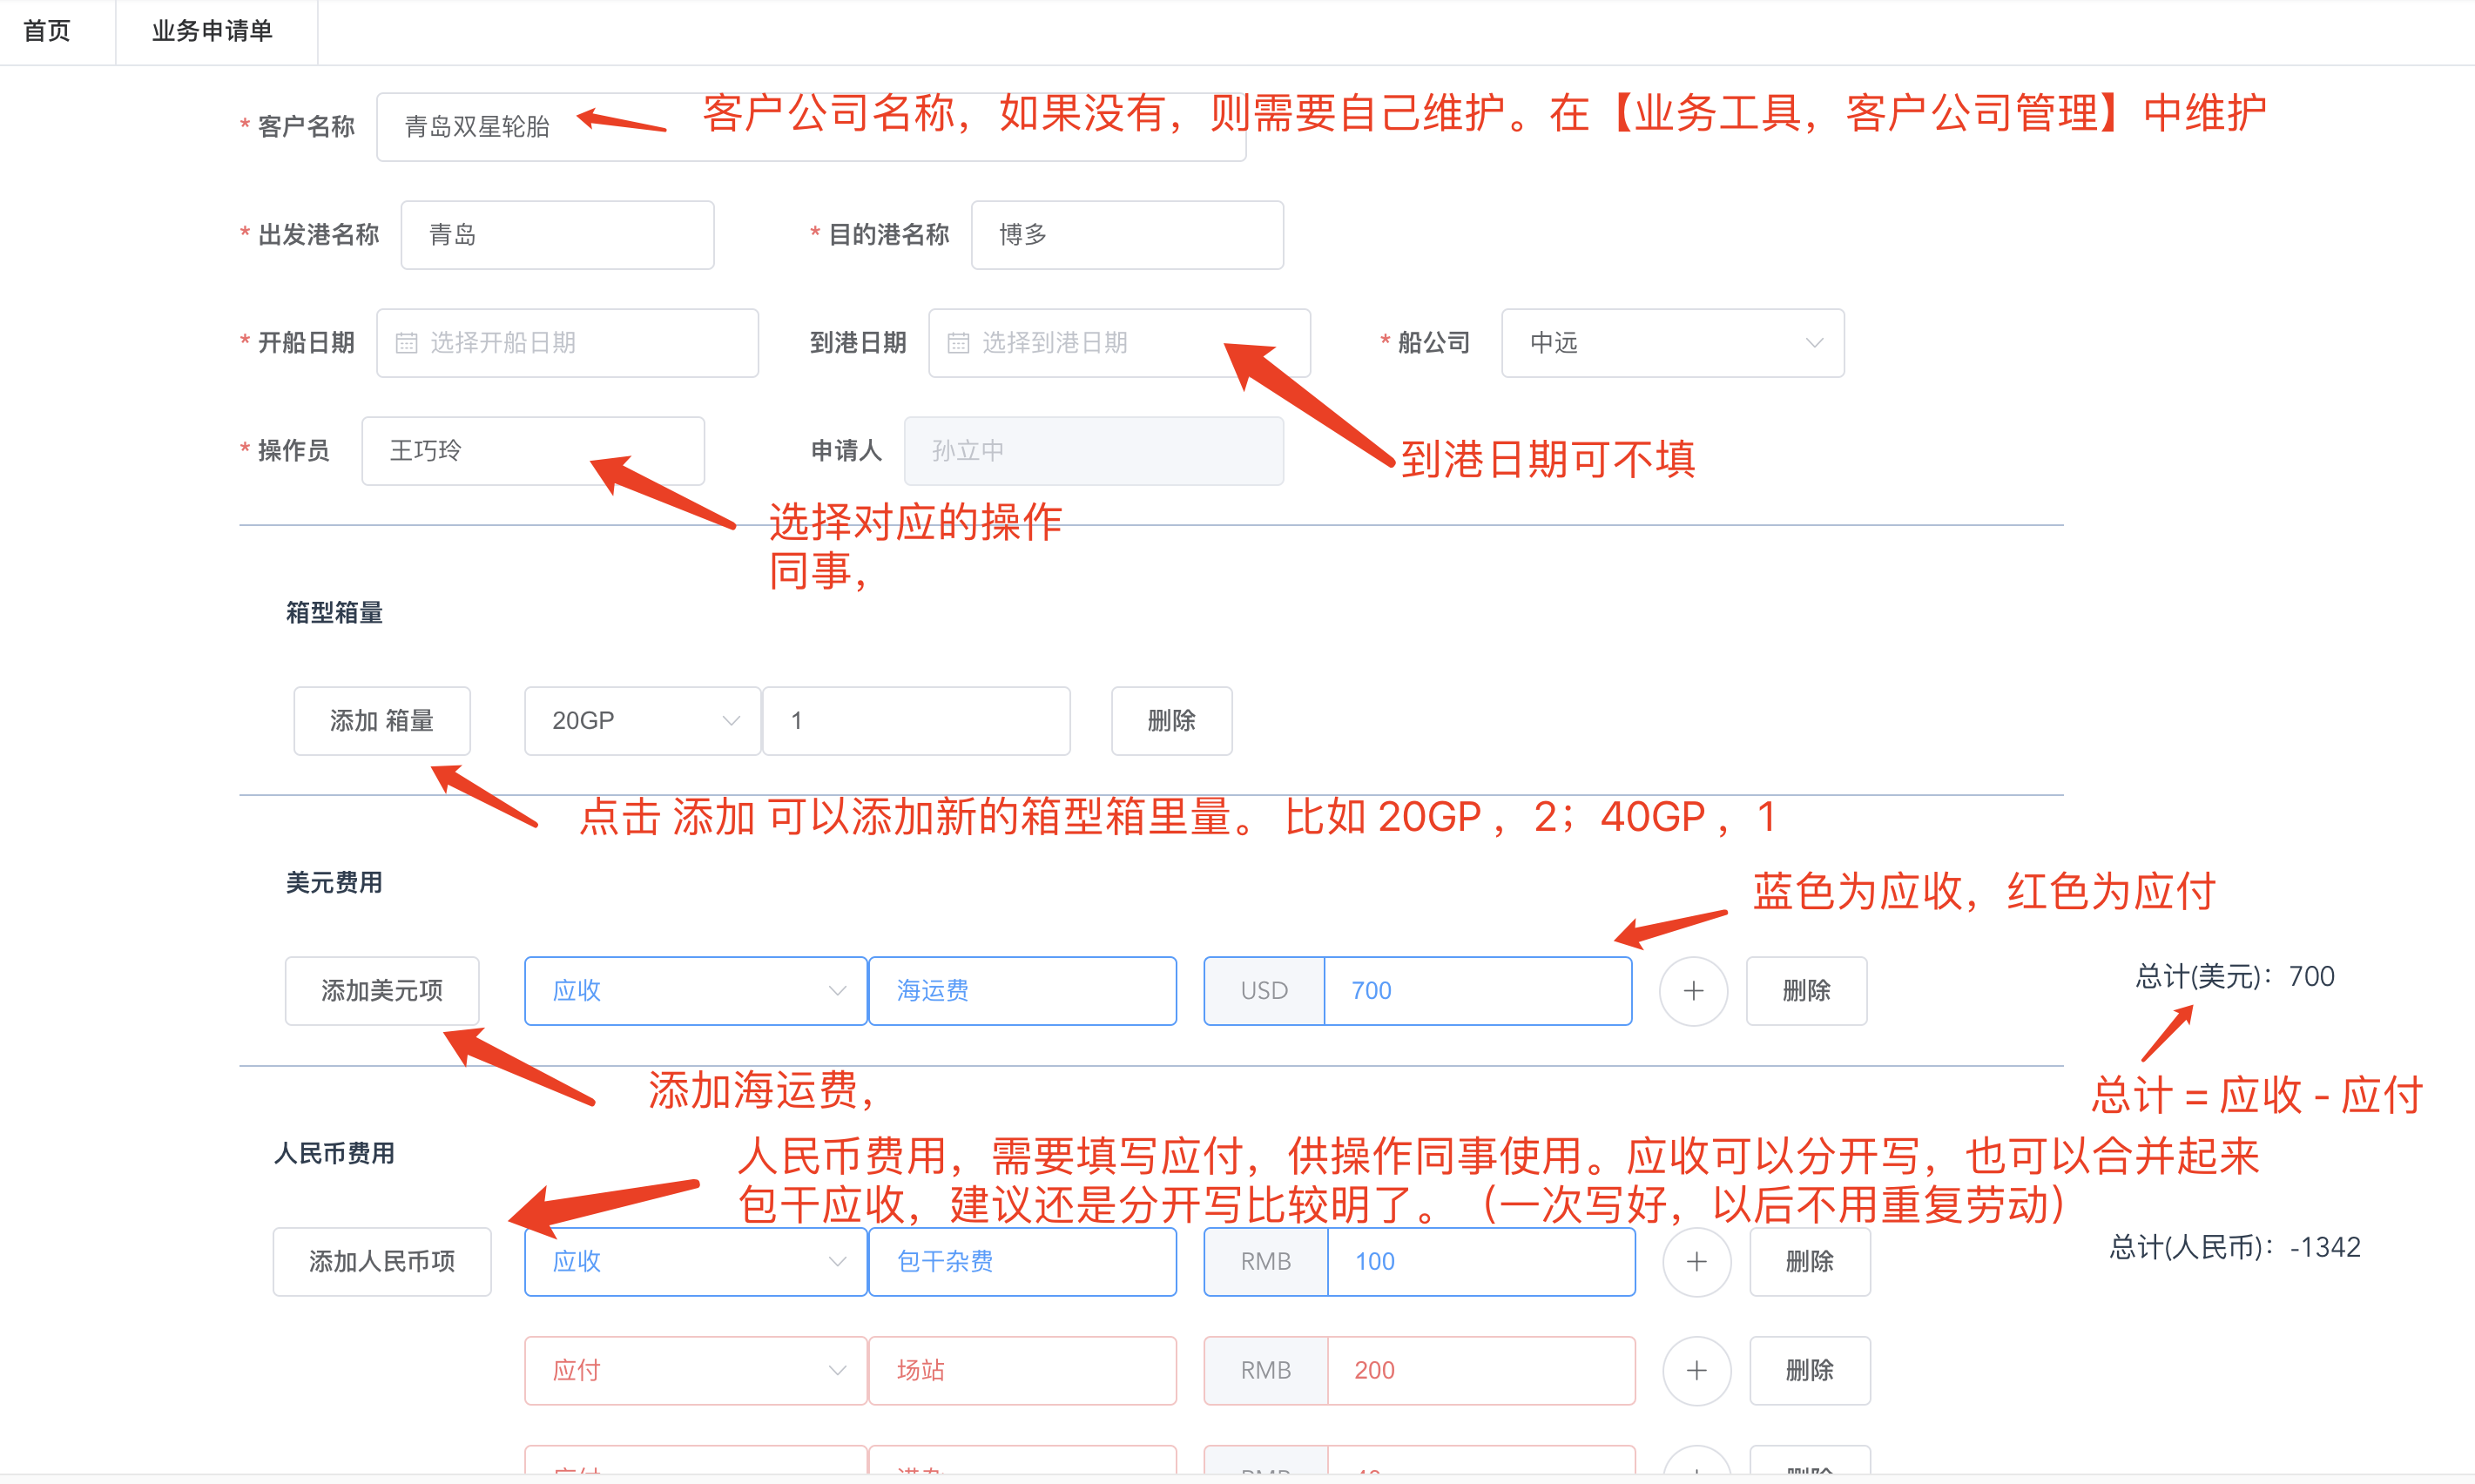 首页 业务申请单
* 客户名称 青岛双星轮胎 客户公司名称，如果没有，则需要自己维护。在【业务工具，客户公司管理】中维护
* 出发港名称 青岛 * 目的港名称 博多
* 开船日期 选择开船日期 到港日期 选择到港日期 * 船公司 中远
* 操作员 王巧玲 申请人 孙立中 到港日期可不填
选择对应的操作
同事，
箱型箱量
添加 箱量 20GP 1 删除
点击 添加 可以添加新的箱型箱里量。 比如 20GP ，2；40GP ，1
美元费用
蓝色为应收，红色为应付
添加美元项 应收 海运费 USD 700 + 删除 总计(美元)：700
添加海运费，
总计 = 应收 - 应付
人民币费用
人民币费用，需要填写应付，供操作同事使用。应收可以分开写，也可以合并起来
包干应收，建议还是分开写比较明了。（一次写好，以后不用重复劳动）
添加人民币项 应收 包干杂费 RMB 100 + 删除 总计(人民币)：-1342
应付 场站 RMB 200 + 删除